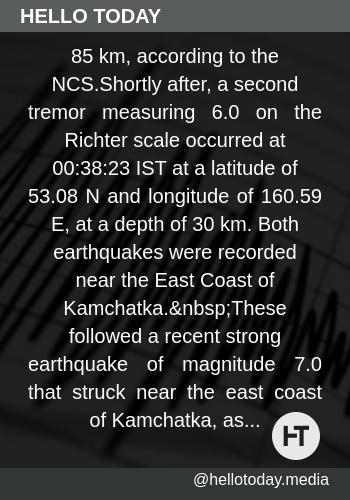 HELLO TODAY
85 km, according to the
NCS.Shortly after, a second
tremor measuring 6.0 on the
Richter scale occurred at
00:38:23 IST at a latitude of
53.08 N and longitude of 160.59
E, at a depth of 30 km. Both
earthquakes were recorded
near the East Coast of
Kamchatka.&nbsp;These
followed a recent strong
earthquake of magnitude 7.0
that struck near the east coast
of Kamchatka, as...
HT
@hellotoday.media